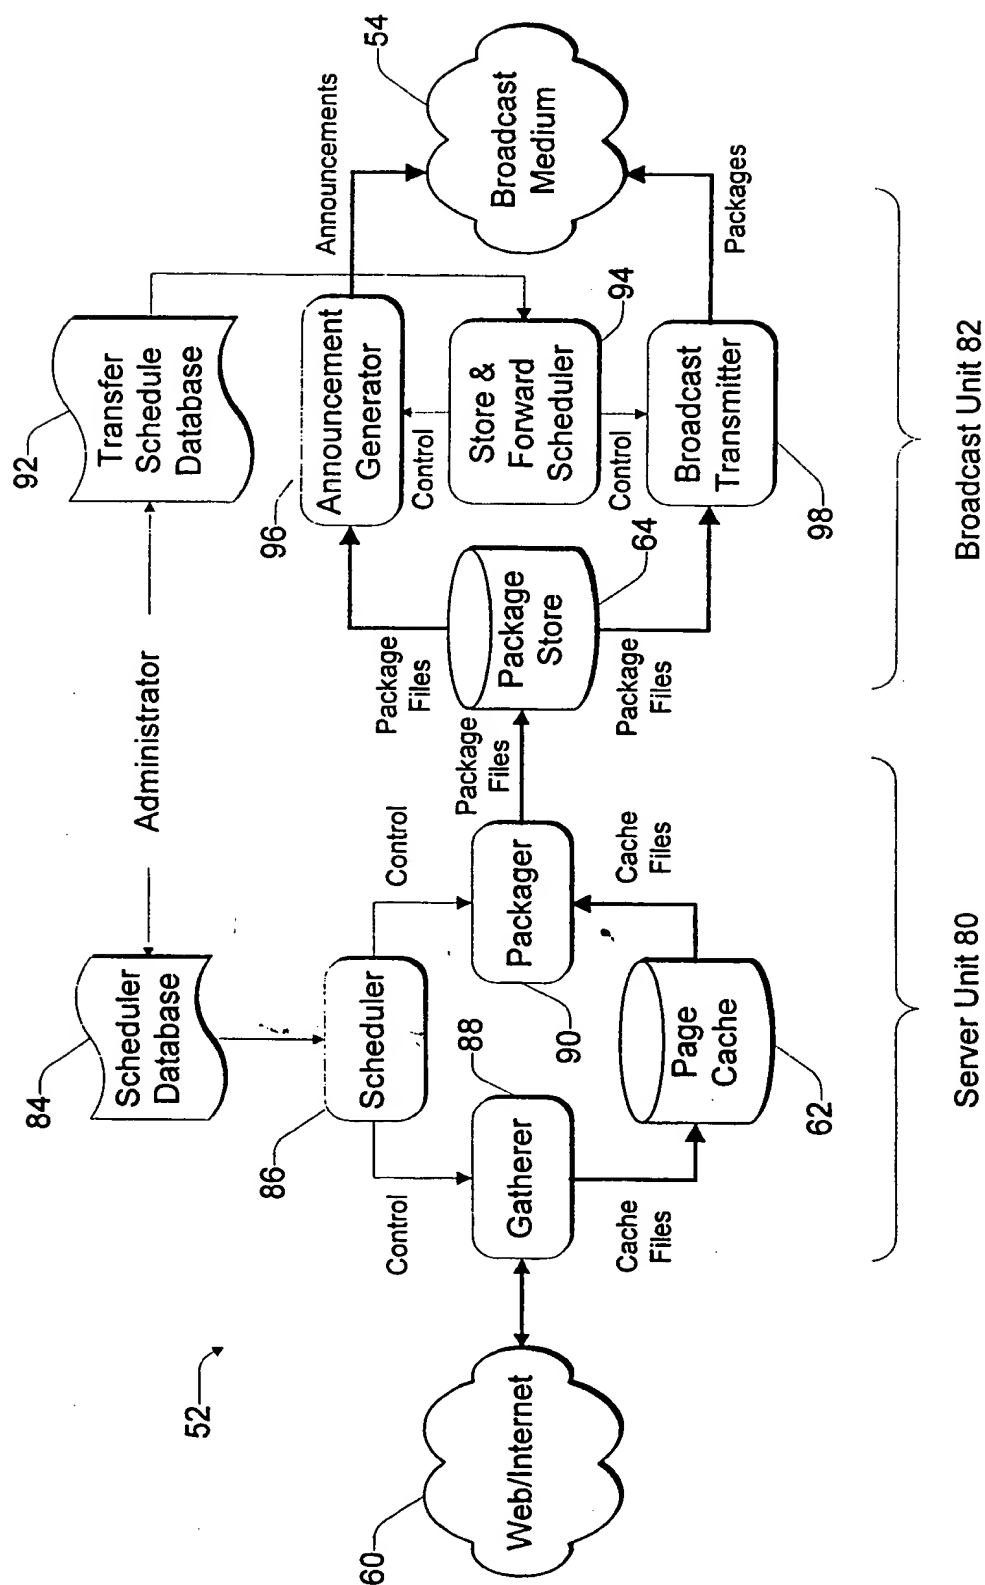 52
60
Web/Internet
84
Scheduler
Database
Administrator
92
Transfer
Schedule
Database
86
Scheduler
Control
Control
Gatherer
88
Packager
90
Cache
Files
Page
Cache
62
Cache
Files
Package
Files
Package
Store
64
Package
Files
Package
Files
96
Announcement
Generator
Control
Store &
Forward
Scheduler
94
Control
Broadcast
Transmitter
98
Announcements
Packages
Broadcast
Medium
54
Server Unit 80
Broadcast Unit 82